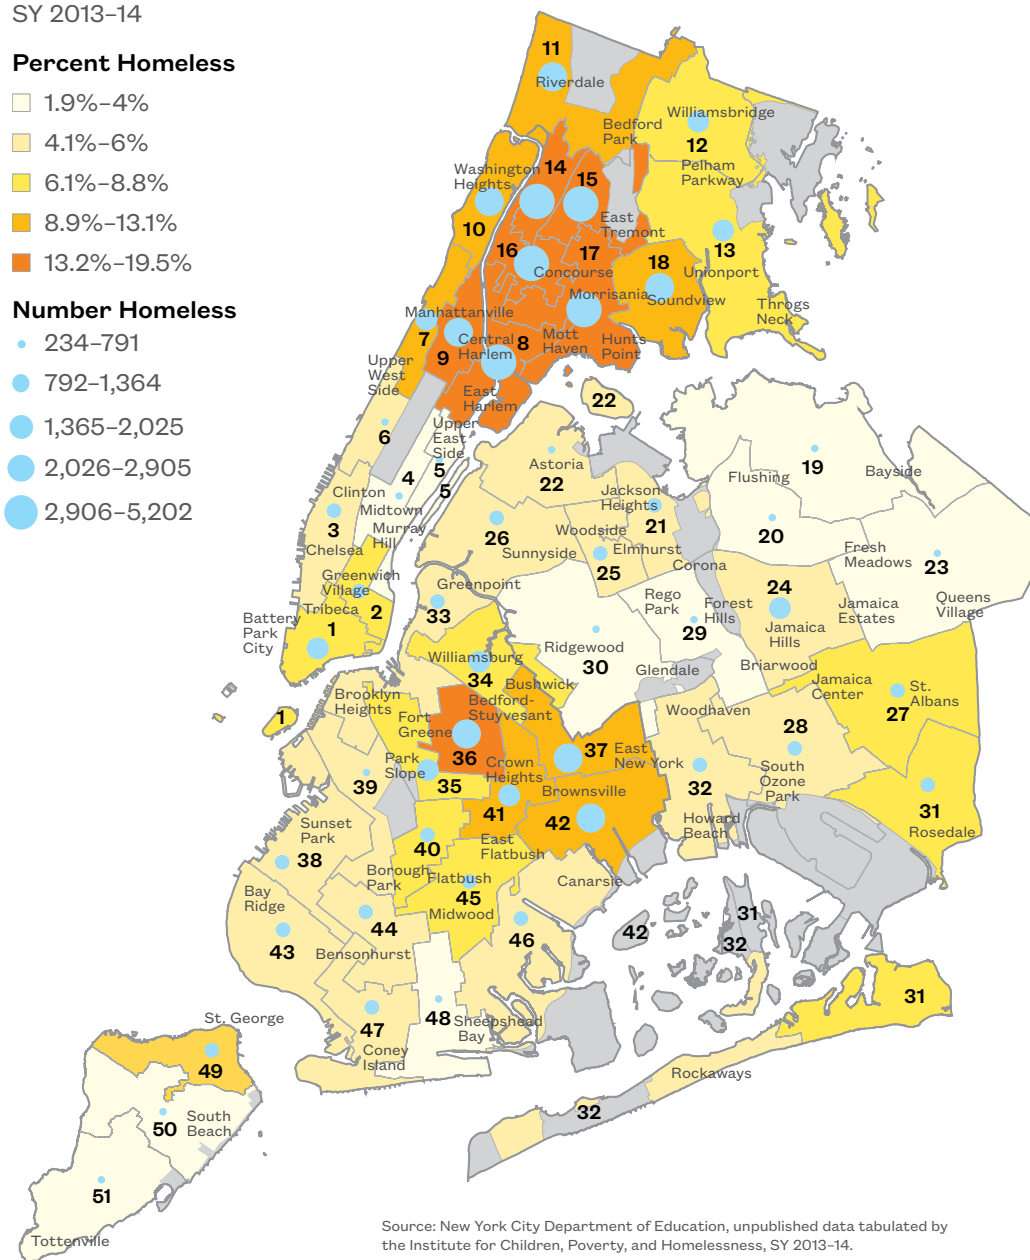 SY 2013–14
Percent Homeless
1.9%–4%
4.1%–6%
6.1%–8.8%
8.9%–13.1%
13.2%–19.5%
Number Homeless
234–791
792–1,364
1,365–2,025
2,026–2,905
2,906–5,202
11
Riverdale
Bedford
Park
Williamsbridge
12
Pelham
Parkway
Washington
Heights
14
15
East
Tremont
10
16
17
Concourse
18
13
Unionport
Morrisania
Soundview
Throgs
Neck
Manhattanville
7
9
Central
Harlem
8
Mott
Haven
Hunts
Point
Upper
West
Side
East
Harlem
22
6
Upper
East
Side
5
5
4
Astoria
22
19
Flushing
Bayside
Clinton
Midtown
3
Murray
Hill
Chelsea
Jackson
Heights
21
Woodside
26
Sunnyside
Elmhurst
25
Corona
20
Fresh
Meadows
23
Queens
Village
Greenwich
Village
Tribeca
2
Battery
Park
City
1
Greenpoint
33
Rego
Park
Forest
Hills
29
24
Jamaica
Hills
Jamaica
Estates
Ridgewood
30
Glendale
Briarwood
Williamsburg
34
Bushwick
Jamaica
Center
St.
Albans
27
Brooklyn
Heights
1
Bedford-
Stuyvesant
Fort
Greene
36
Woodhaven
28
South
Ozone
Park
37
East
New York
Park
Slope
35
Crown
Heights
39
Brownsville
32
41
42
Howard
Beach
31
Rosedale
Sunset
Park
38
40
East
Flatbush
Borough
Park
Flatbush
45
Midwood
Canarsie
Bay
Ridge
43
44
Bensonhurst
46
42
31
32
31
47
Coney
Island
48
Sheepshead
Bay
Rockaways
32
St. George
49
50
South
Beach
51
Tottenville
Source: New York City Department of Education, unpublished data tabulated by
the Institute for Children, Poverty, and Homelessness, SY 2013–14.